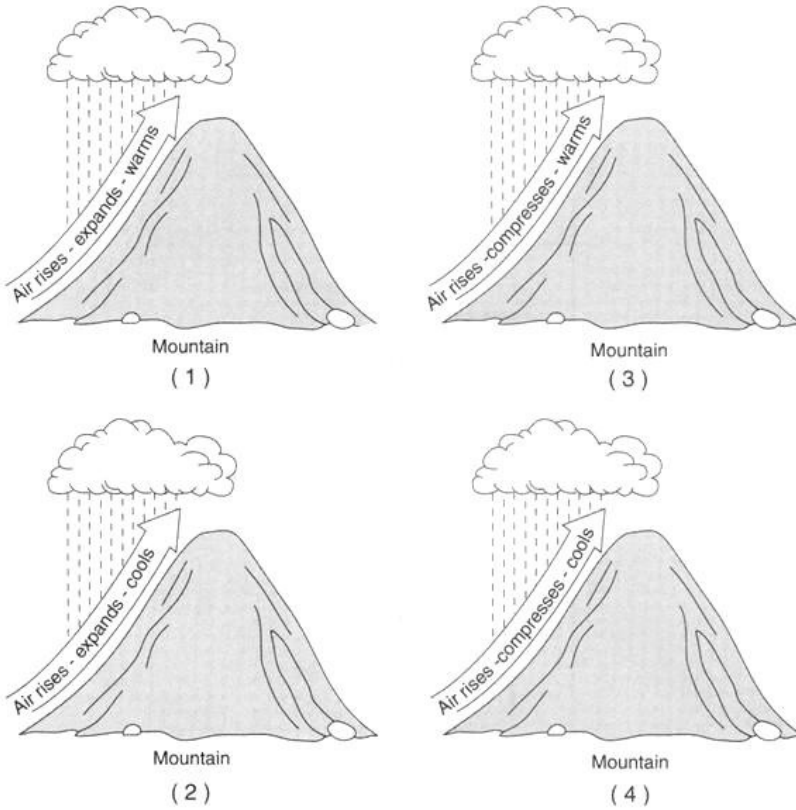 Air rises - expands - warms
Mountain
(1)
Air rises -compresses - warms
Mountain
(3)
Air rises - expands - cools
Mountain
(2)
Air rises -compresses - cools
Mountain
(4)